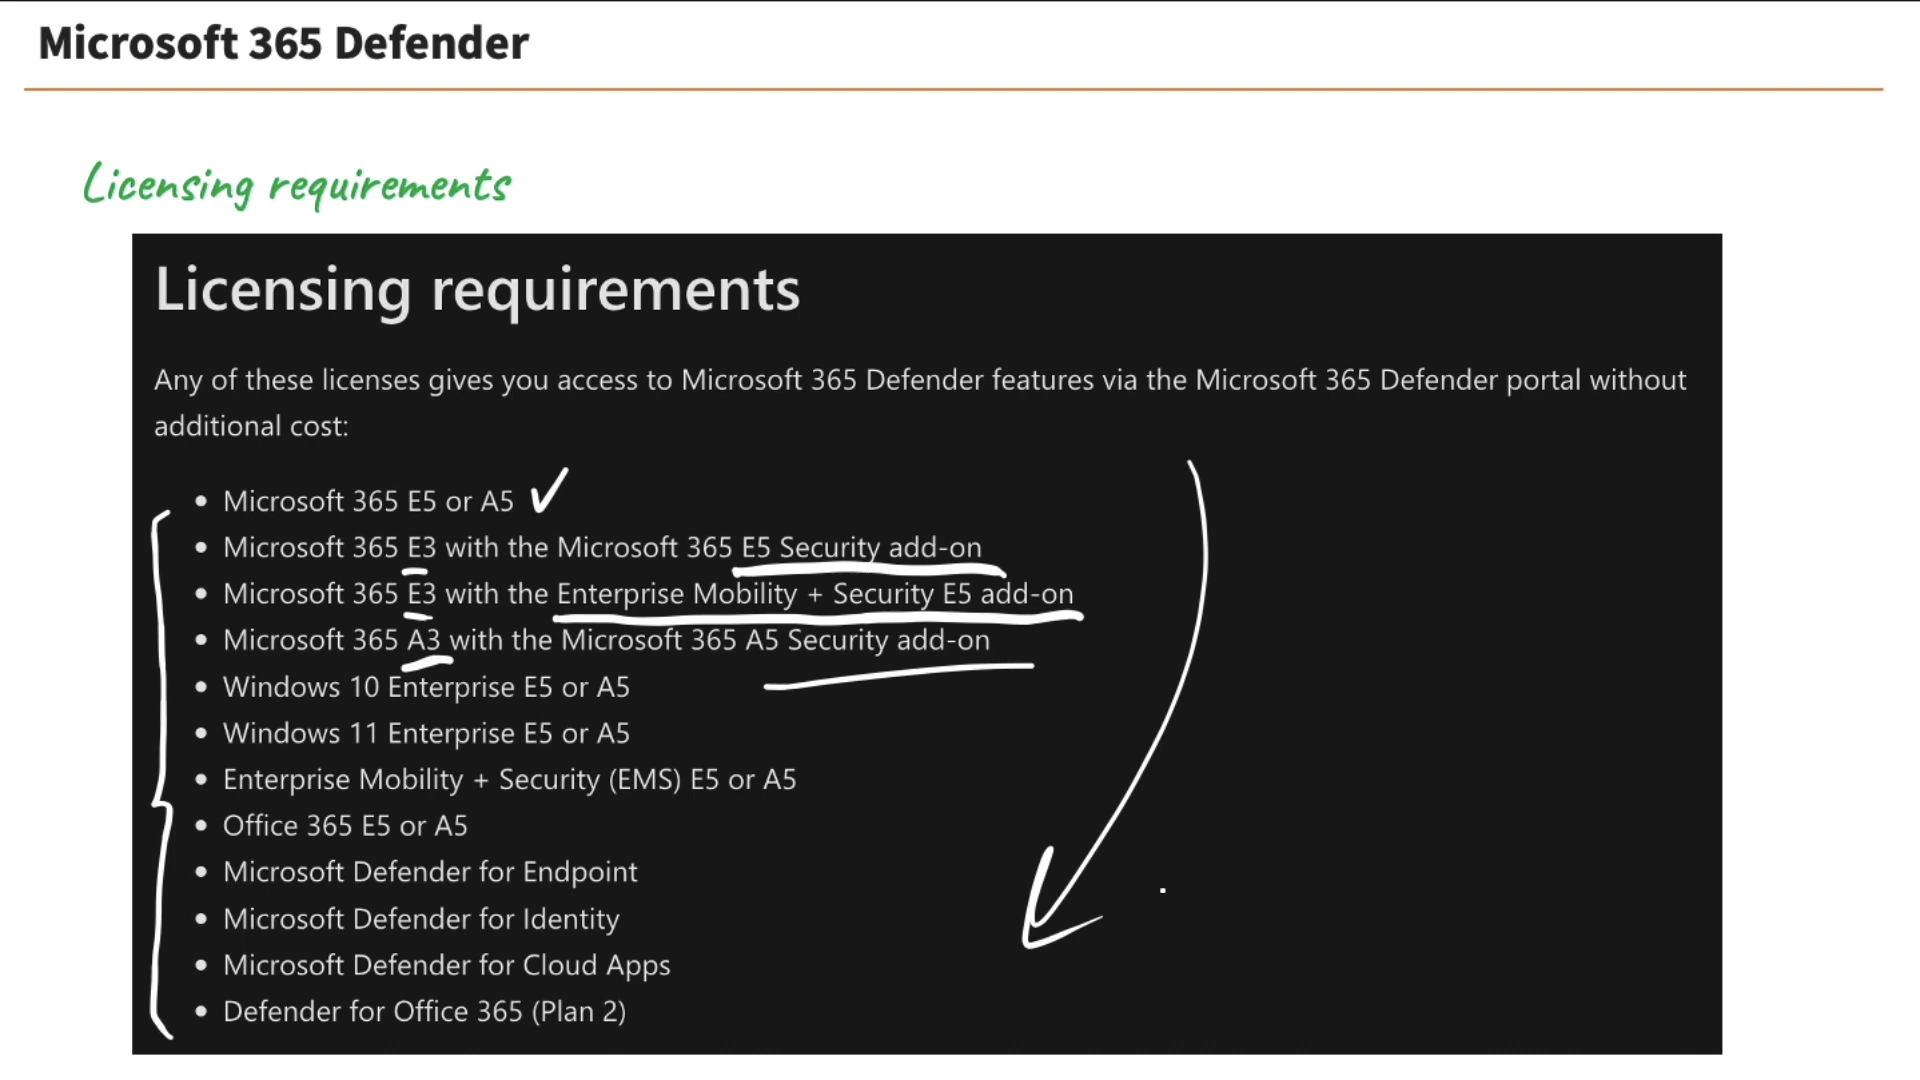 Microsoft 365 Defender
Licensing requirements
Licensing requirements
Any of these licenses gives you access to Microsoft 365 Defender features via the Microsoft 365 Defender portal without
additional cost:
• Microsoft 365 E5 or A5
• Microsoft 365 E3 with the Microsoft 365 E5 Security add-on
• Microsoft 365 E3 with the Enterprise Mobility + Security E5 add-on
• Microsoft 365 A3 with the Microsoft 365 A5 Security add-on
• Windows 10 Enterprise E5 or A5
• Windows 11 Enterprise E5 or A5
• Enterprise Mobility + Security (EMS) E5 or A5
• Office 365 E5 or A5
• Microsoft Defender for Endpoint
• Microsoft Defender for Identity
• Microsoft Defender for Cloud Apps
• Defender for Office 365 (Plan 2)